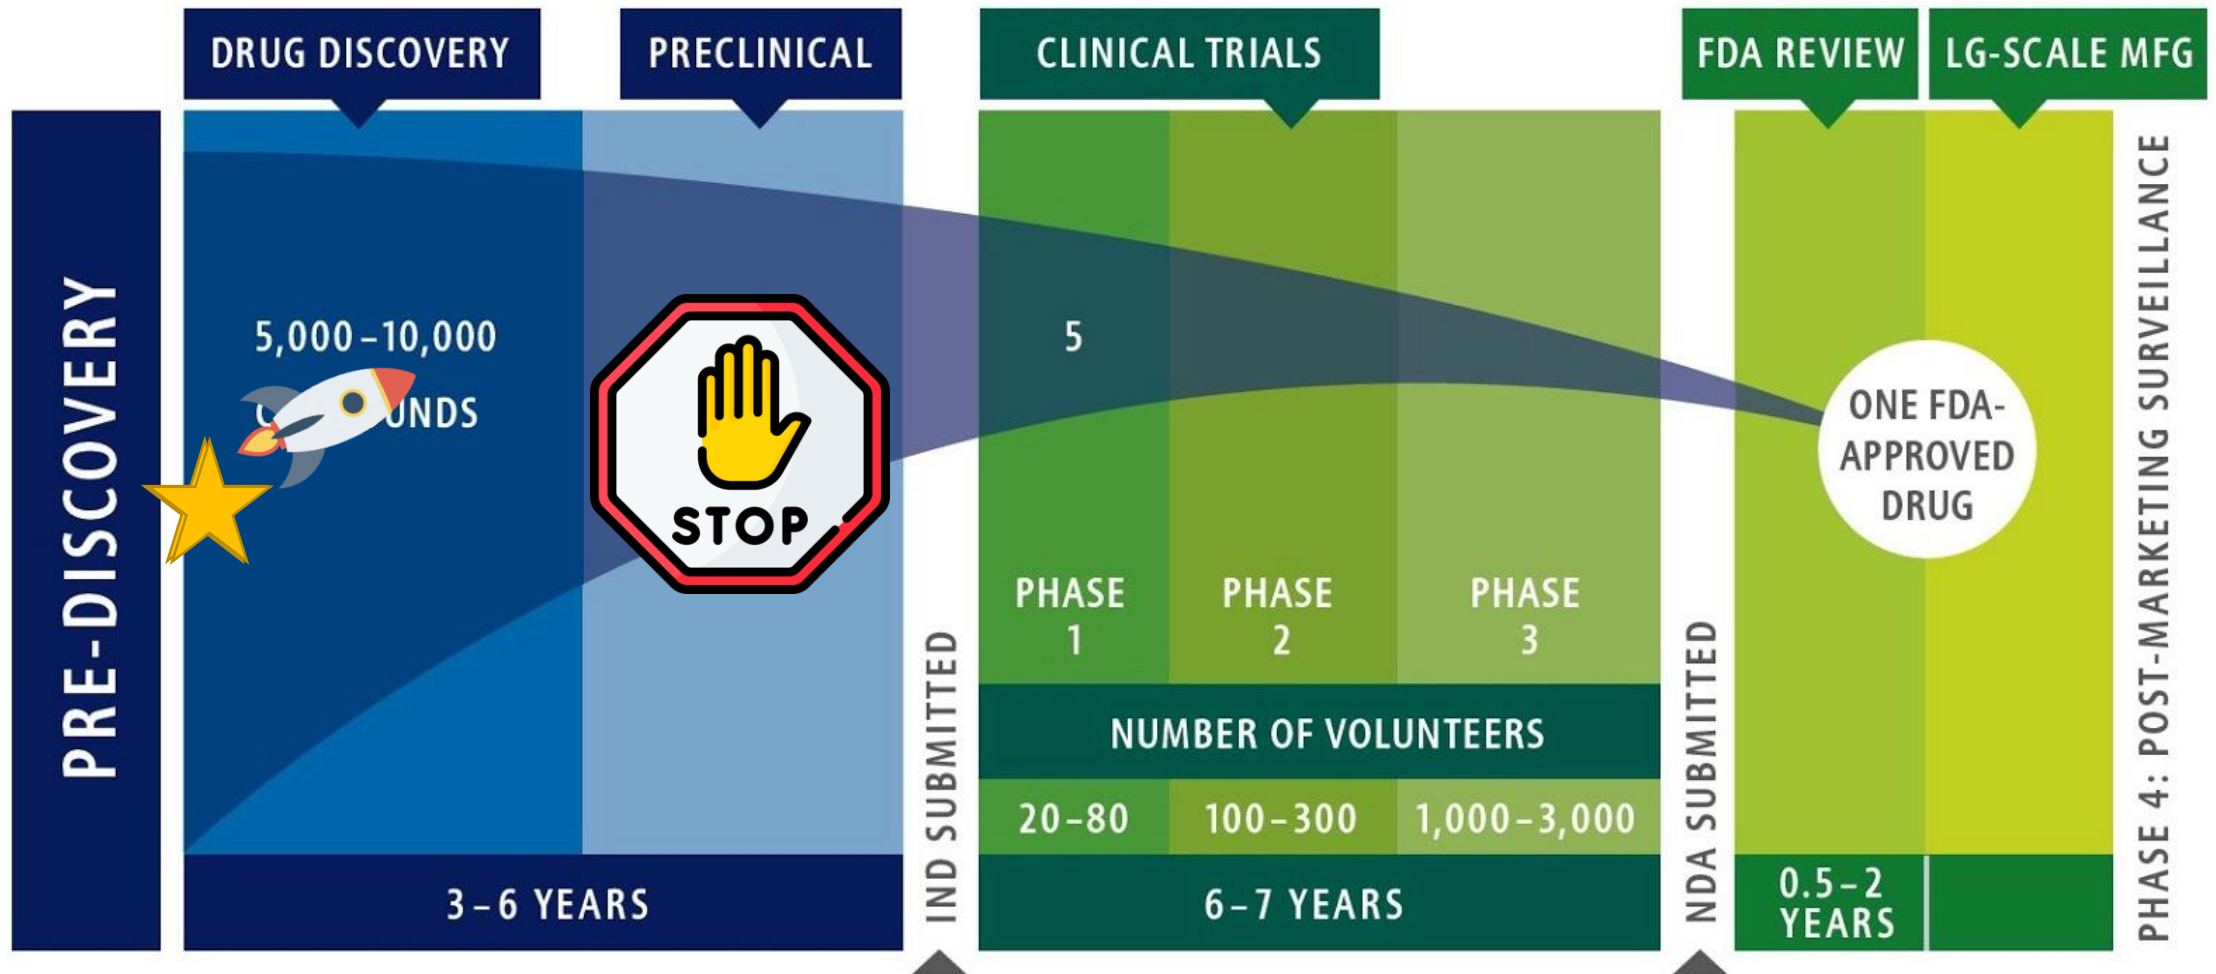 DRUG DISCOVERY
PRECLINICAL
CLINICAL TRIALS
FDA REVIEW
LG-SCALE MFG
PRE-DISCOVERY
5,000–10,000
UNDS
STOP
3–6 YEARS
IND SUBMITTED
5
PHASE
1
PHASE
2
PHASE
3
NUMBER OF VOLUNTEERS
20–80
100–300
1,000–3,000
6–7 YEARS
NDA SUBMITTED
ONE FDA-
APPROVED
DRUG
0.5–2
YEARS
PHASE 4: POST-MARKETING SURVEILLANCE